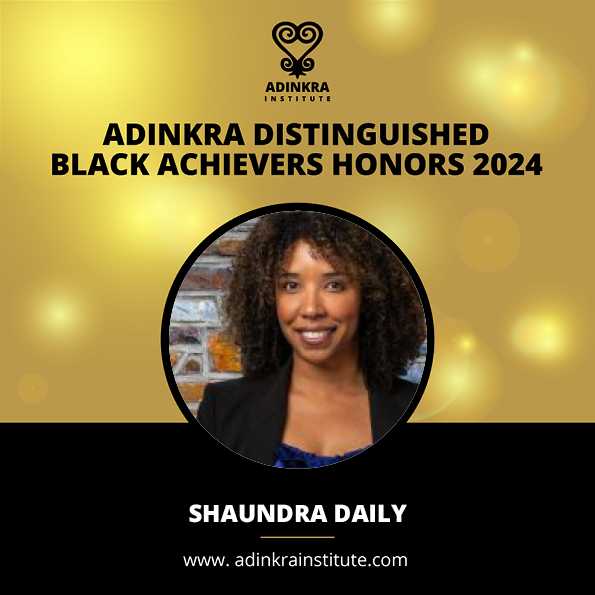 ADINKRA
INSTITUTE
ADINKRA DISTINGUISHED
BLACK ACHIEVERS HONORS 2024
SHAUNDRA DAILY
www. adinkrainstitute.com